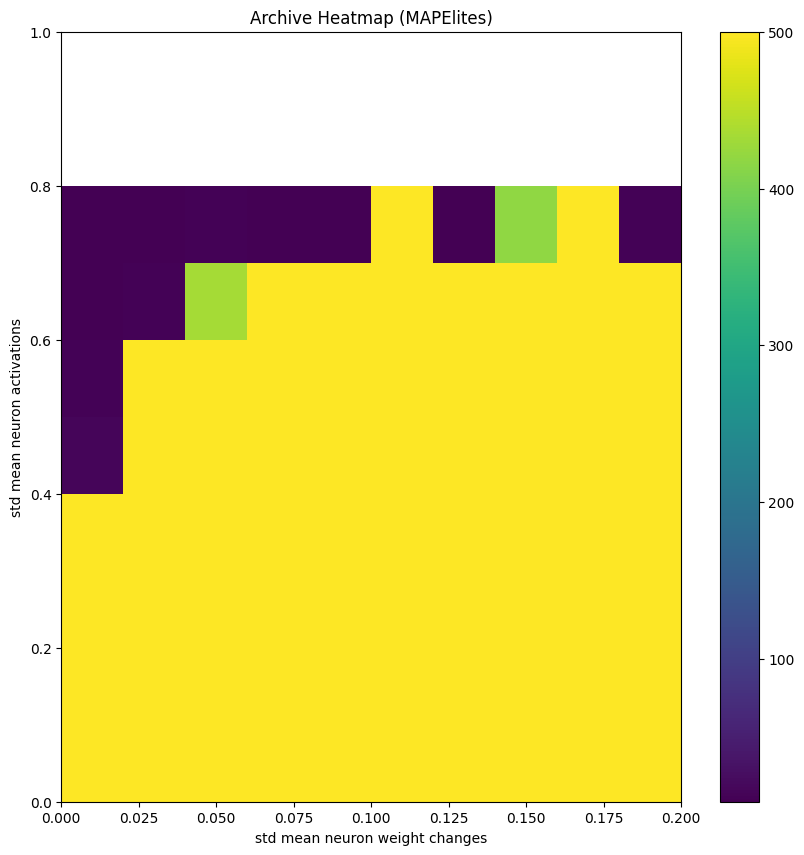 Archive Heatmap (MAPElites)
1.0
0.8
0.6
0.4
0.2
0.0
std mean neuron activations
0.000 0.025 0.050 0.075 0.100 0.125 0.150 0.175 0.200
std mean neuron weight changes
500
400
300
200
100